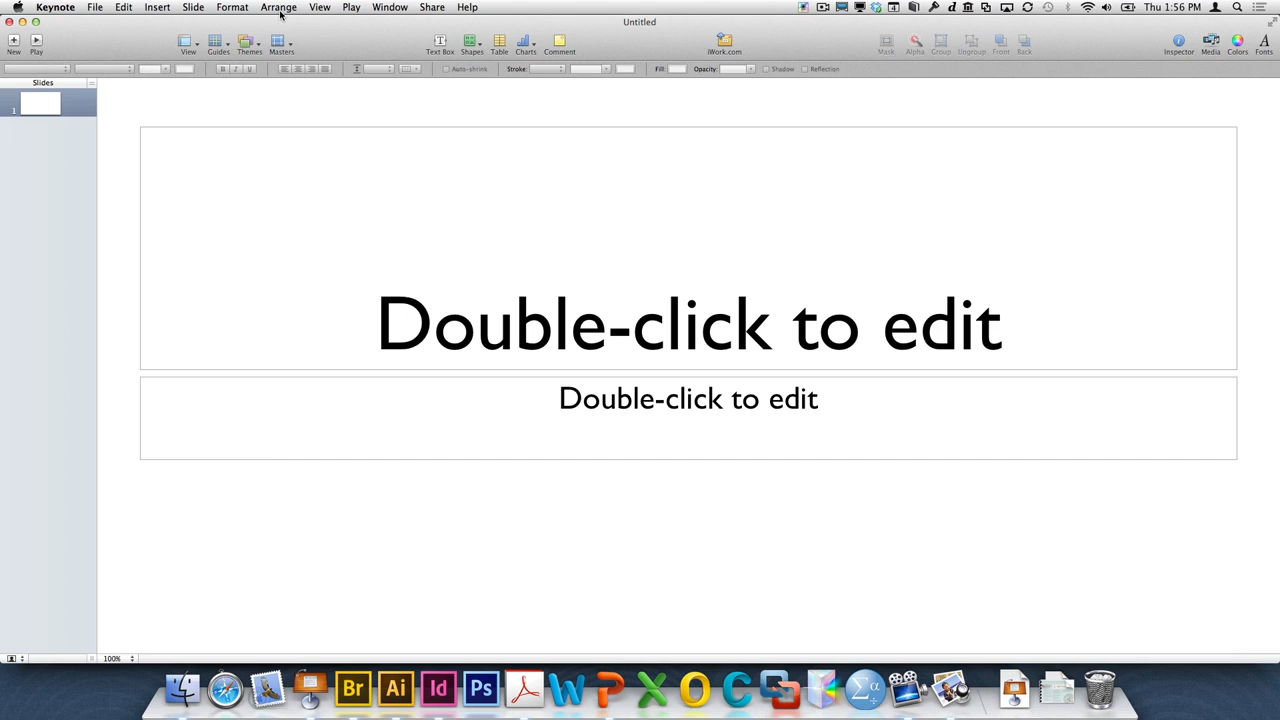 Keynote File Edit Insert Slide Format Arrange View Play Window Share Help Thu 1:56 PM
Untitled
New Play View Guides Themes Masters Text Box Shapes Table Charts Comment iWork.com Mask Alpha Group Ungroup Front Back Inspector Media Colors Fonts
B I U Auto-shrink Stroke: Fill: Opacity: Shadow Reflection
Slides
1
Double-click to edit
Double-click to edit
100%
Br Ai Id Ps W P X O C Σα